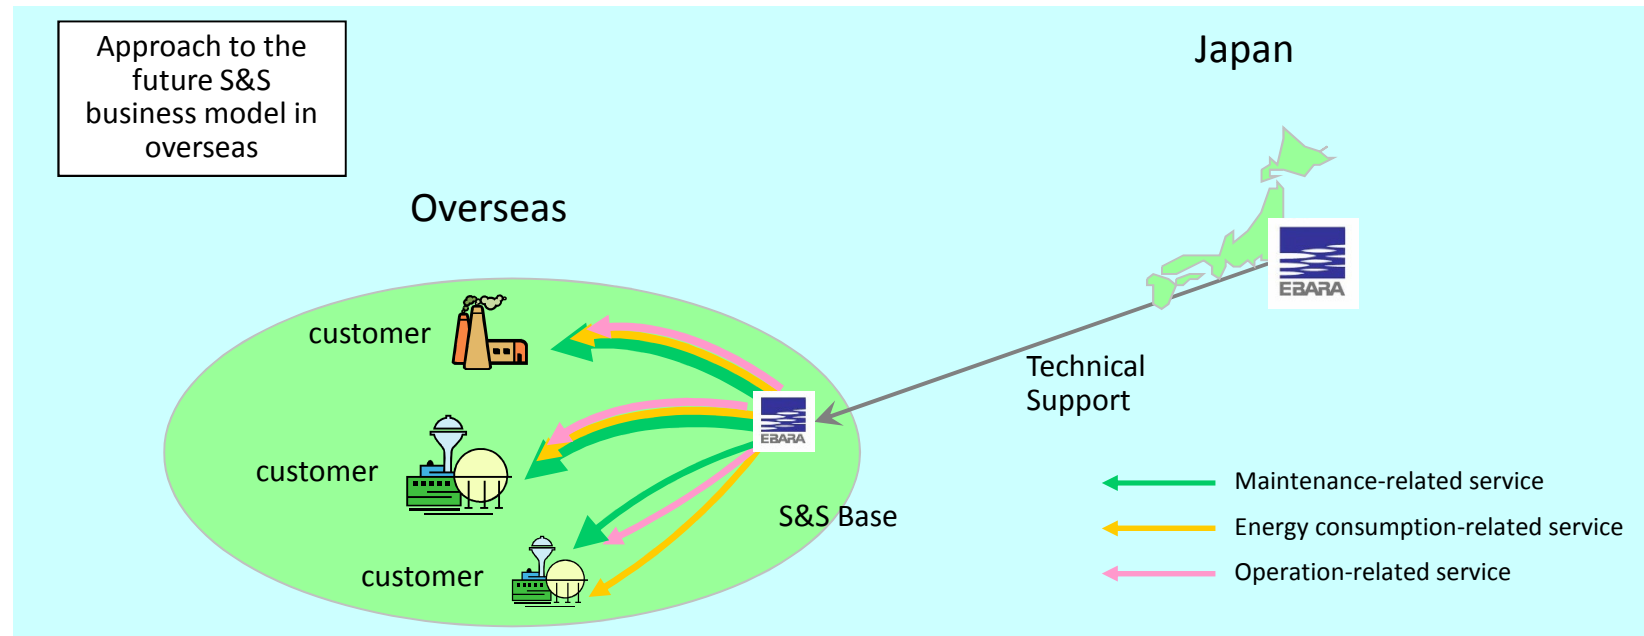 Approach to the
future S&S
business model in
overseas
Japan
Overseas
EBARA
customer
Technical
Support
EBARA
customer
S&S Base
customer
Maintenance-related service
Energy consumption-related service
Operation-related service